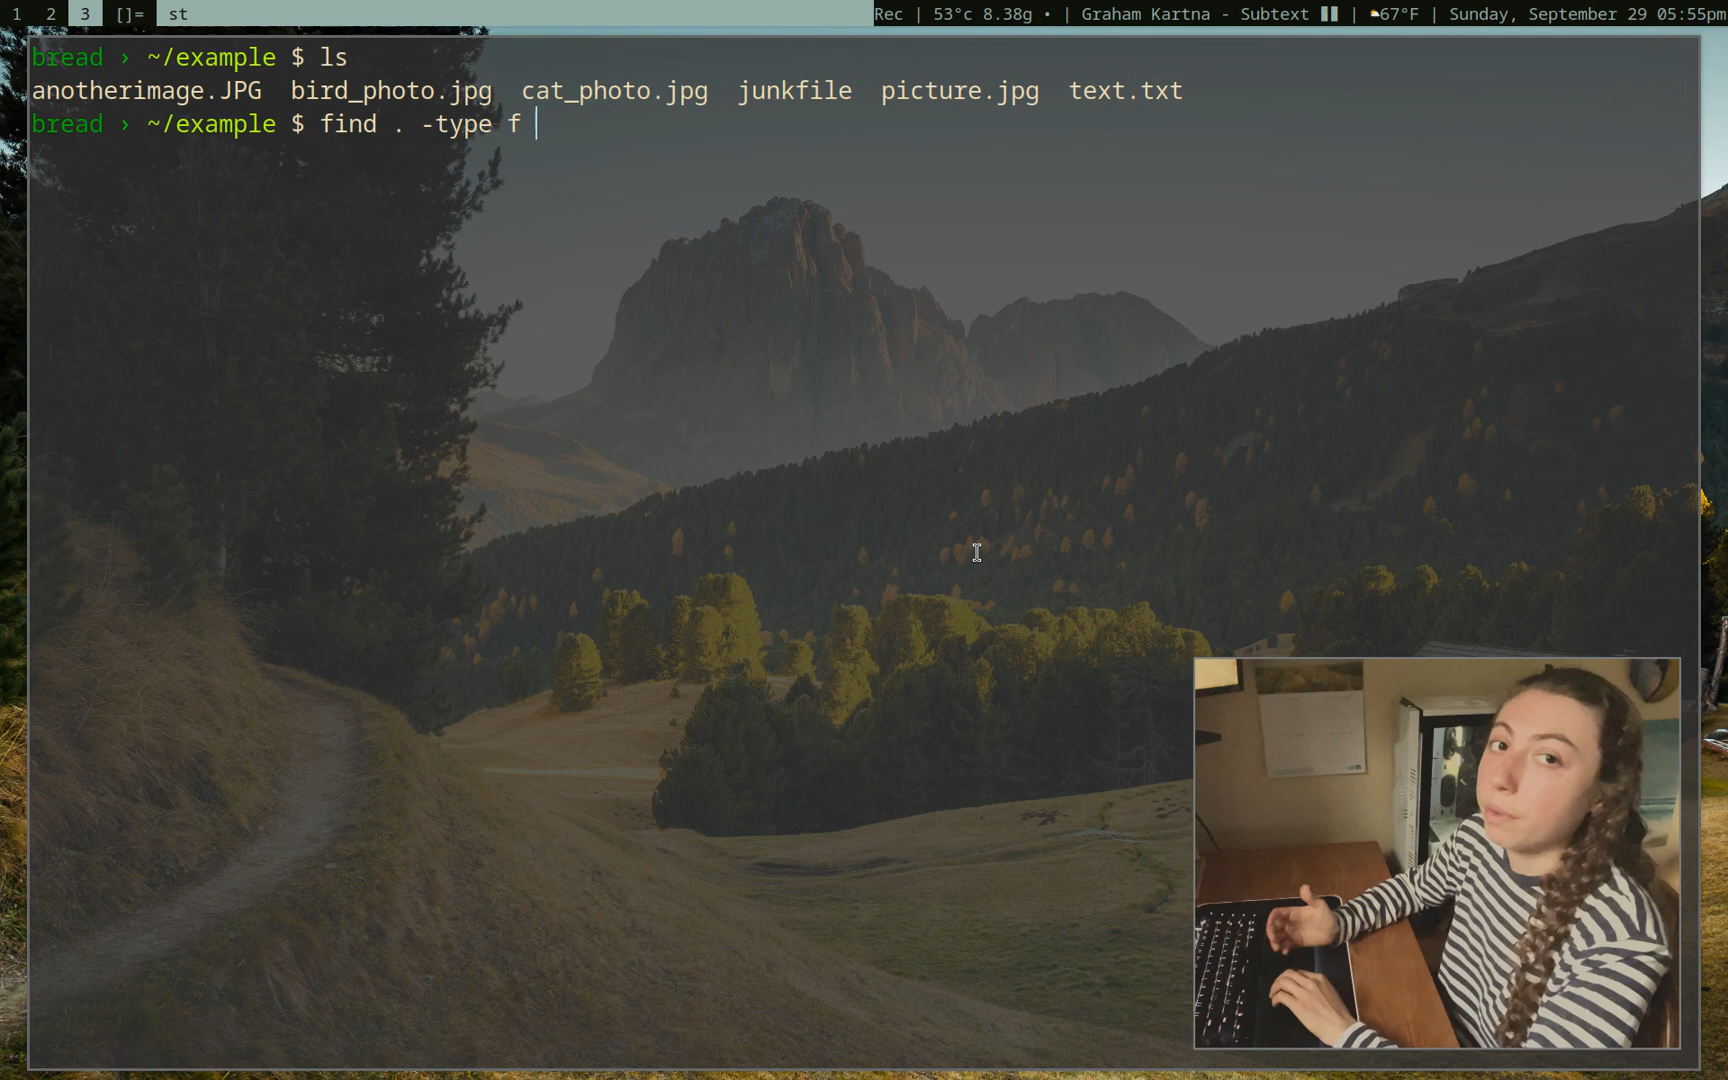 1 2 3 []= st Rec | 53°c 8.38g • | Graham Kartna - Subtext ▮▮ | ⛅67°F | Sunday, September 29 05:55pm
bread › ~/example $ ls
anotherimage.JPG bird_photo.jpg cat_photo.jpg junkfile picture.jpg text.txt
bread › ~/example $ find . -type f